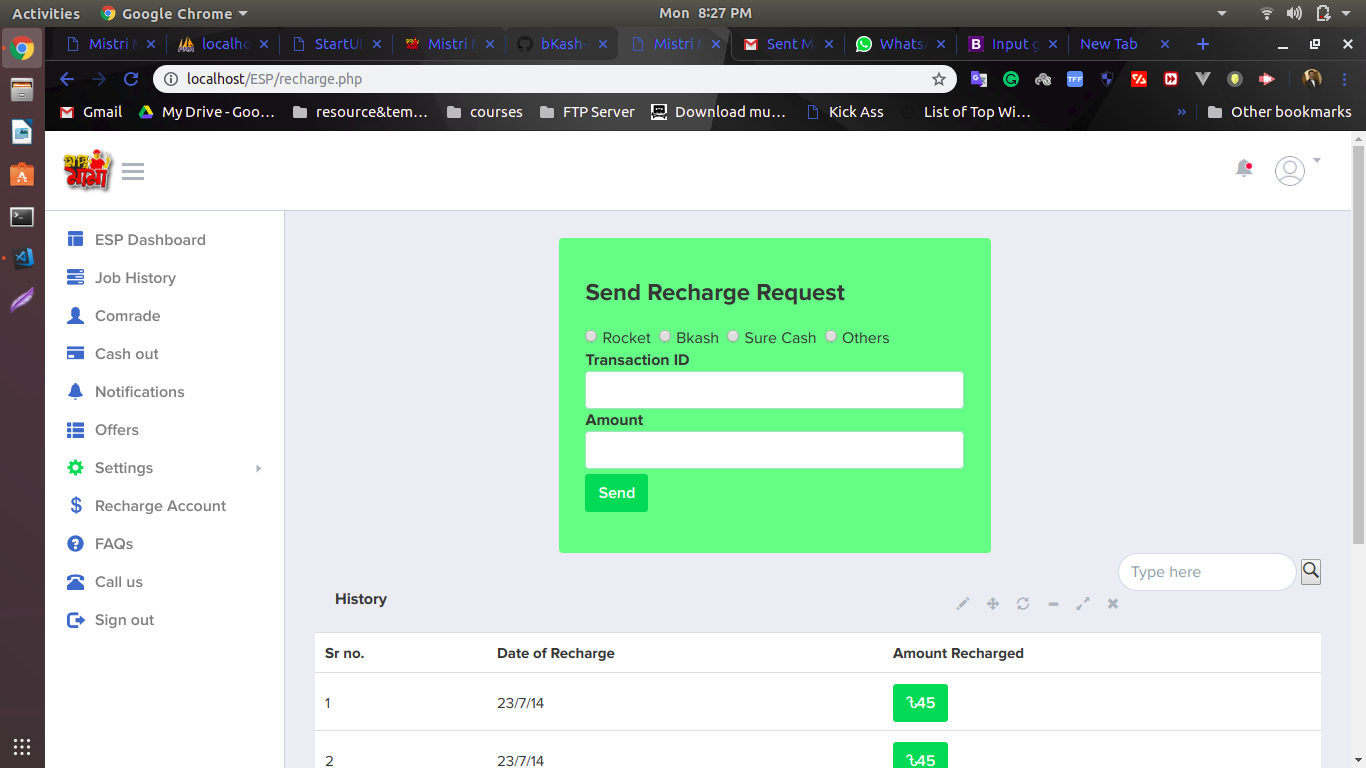 Activities Google Chrome Mon 8:27 PM
Mistri M localho StartUI Mistri M bKash- Mistri M Sent M Whats Input g New Tab
localhost/ESP/recharge.php
Gmail My Drive - Goo... resource&tem... courses FTP Server Download mu... Kick Ass List of Top Wi... » Other bookmarks
মামা
ESP Dashboard
Job History
Comrade
Cash out
Notifications
Offers
Settings
Recharge Account
FAQs
Call us
Sign out
Send Recharge Request
Rocket Bkash Sure Cash Others
Transaction ID
Amount
Send
Type here
History
Sr no. Date of Recharge Amount Recharged
1 23/7/14 ৳45
2 23/7/14 ৳45